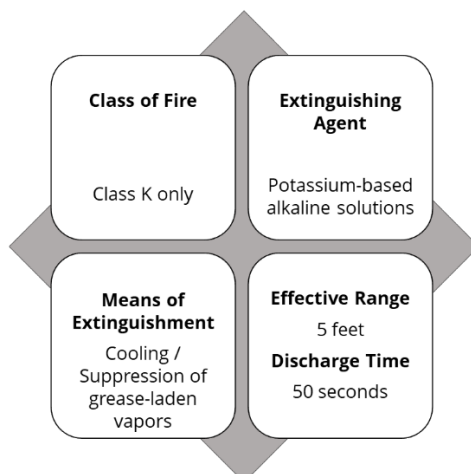 Class of Fire
Class K only
Extinguishing
Agent
Potassium-based
alkaline solutions
Means of
Extinguishment
Cooling /
Suppression of
grease-laden
vapors
Effective Range
5 feet
Discharge Time
50 seconds